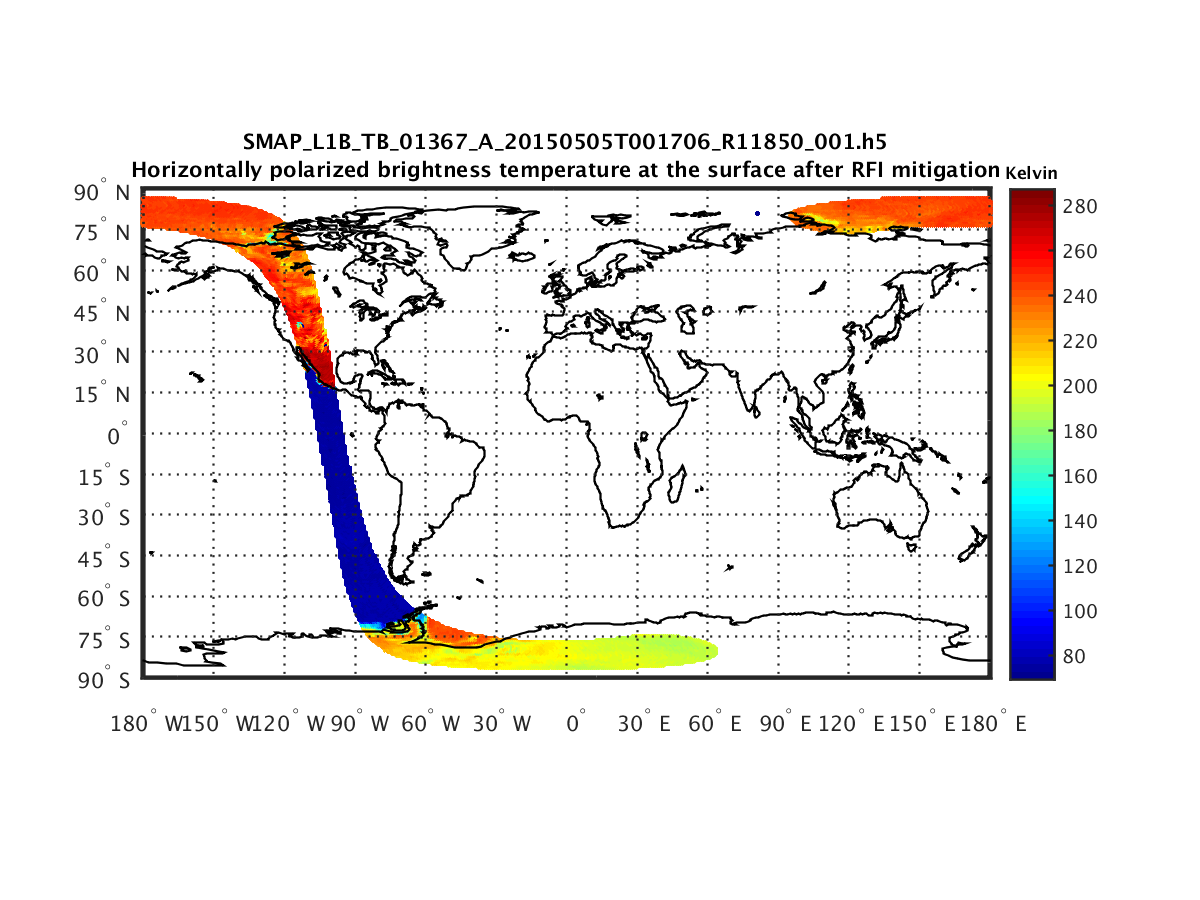 SMAP_L1B_TB_01367_A_20150505T001706_R11850_001.h5
Horizontally polarized brightness temperature at the surface after RFI mitigation
Kelvin
90° N
75° N
60° N
45° N
30° N
15° N
0°
15° S
30° S
45° S
60° S
75° S
90° S
180° W 150° W 120° W 90° W 60° W 30° W 0° 30° E 60° E 90° E 120° E 150° E 180° E
280
260
240
220
200
180
160
140
120
100
80